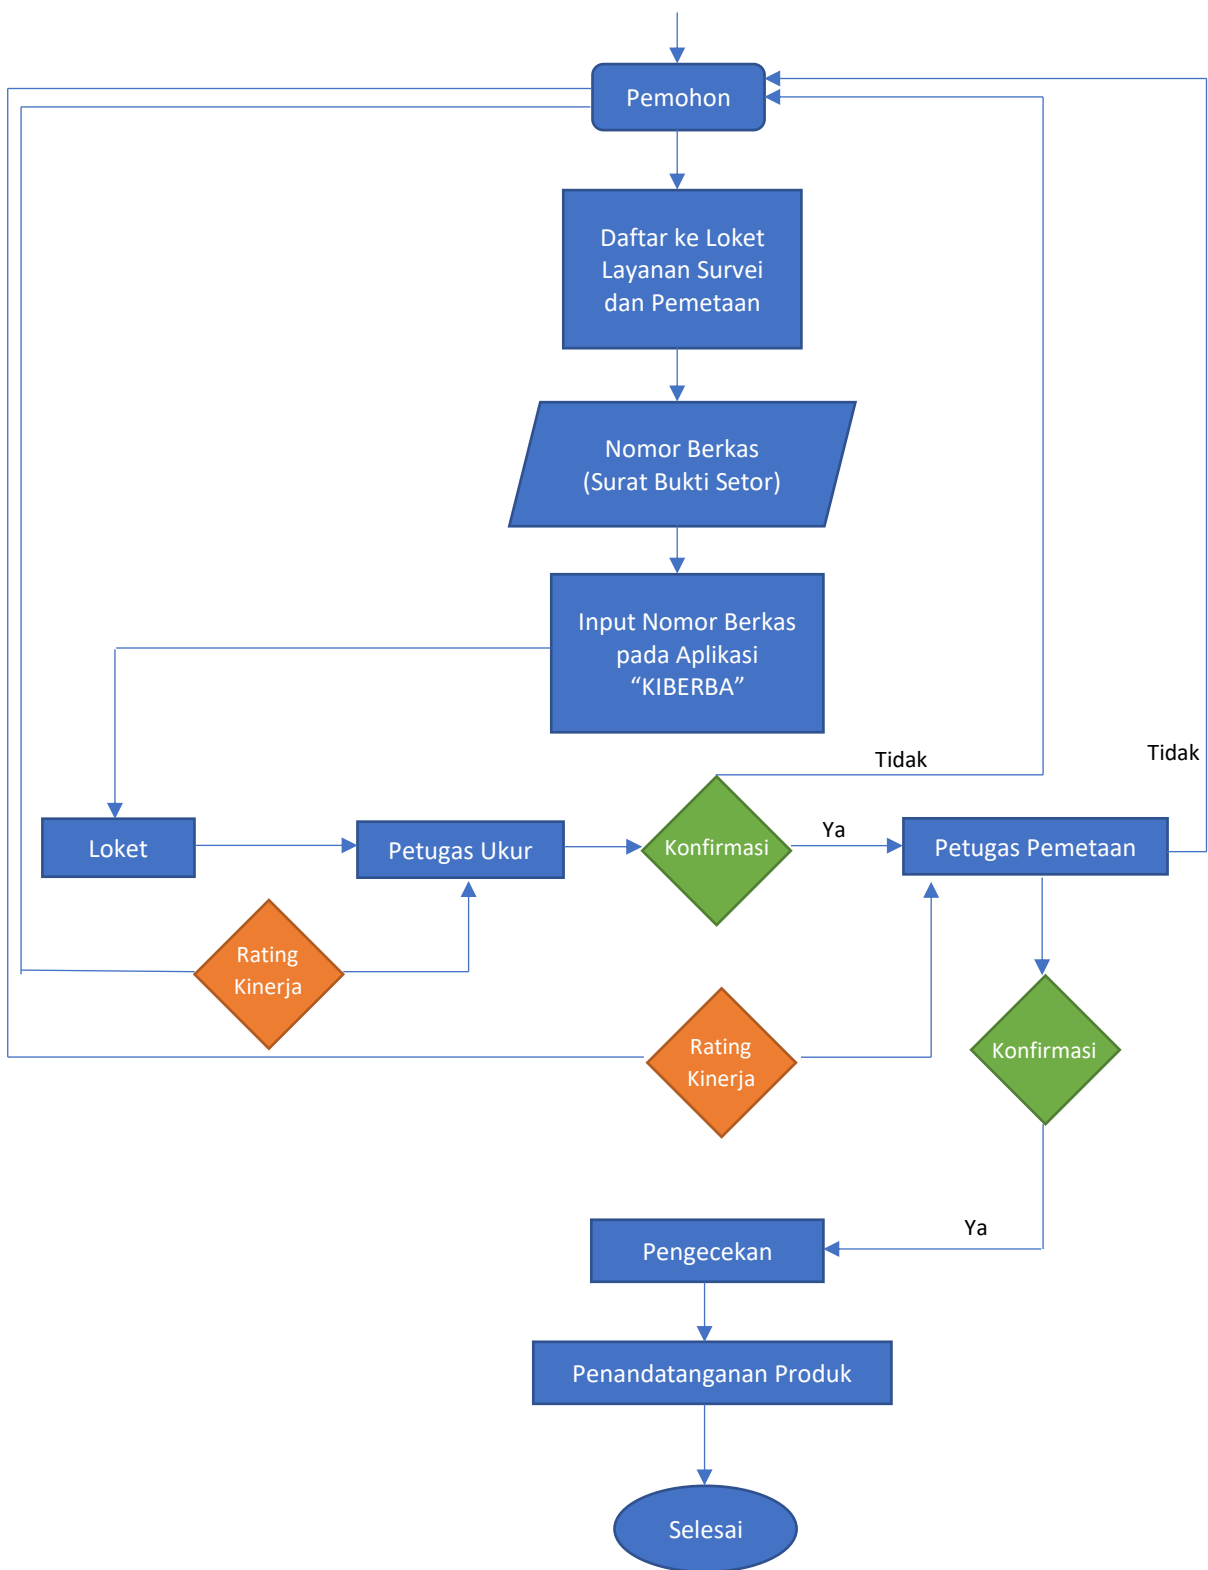 Pemohon
Daftar ke Loket
Layanan Survei
dan Pemetaan
Nomor Berkas
(Surat Bukti Setor)
Input Nomor Berkas
pada Aplikasi
“KIBERBA”
Tidak
Tidak
Loket
Petugas Ukur
Konfirmasi
Ya
Petugas Pemetaan
Rating
Kinerja
Rating
Kinerja
Konfirmasi
Ya
Pengecekan
Penandatanganan Produk
Selesai